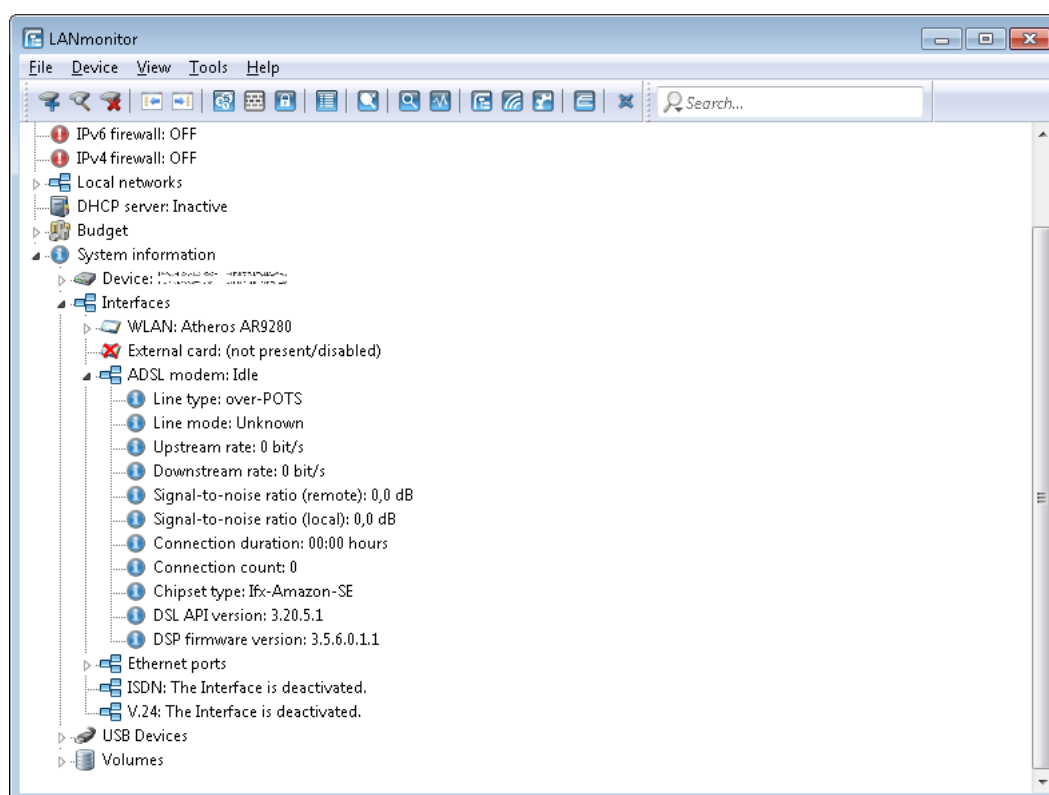 LANmonitor
File Device View Tools Help
Search...
IPv6 firewall: OFF
IPv4 firewall: OFF
Local networks
DHCP server: Inactive
Budget
System information
Device:
Interfaces
WLAN: Atheros AR9280
External card: (not present/disabled)
ADSL modem: Idle
Line type: over-POTS
Line mode: Unknown
Upstream rate: 0 bit/s
Downstream rate: 0 bit/s
Signal-to-noise ratio (remote): 0,0 dB
Signal-to-noise ratio (local): 0,0 dB
Connection duration: 00:00 hours
Connection count: 0
Chipset type: Ifx-Amazon-SE
DSL API version: 3.20.5.1
DSP firmware version: 3.5.6.0.1.1
Ethernet ports
ISDN: The Interface is deactivated.
V.24: The Interface is deactivated.
USB Devices
Volumes